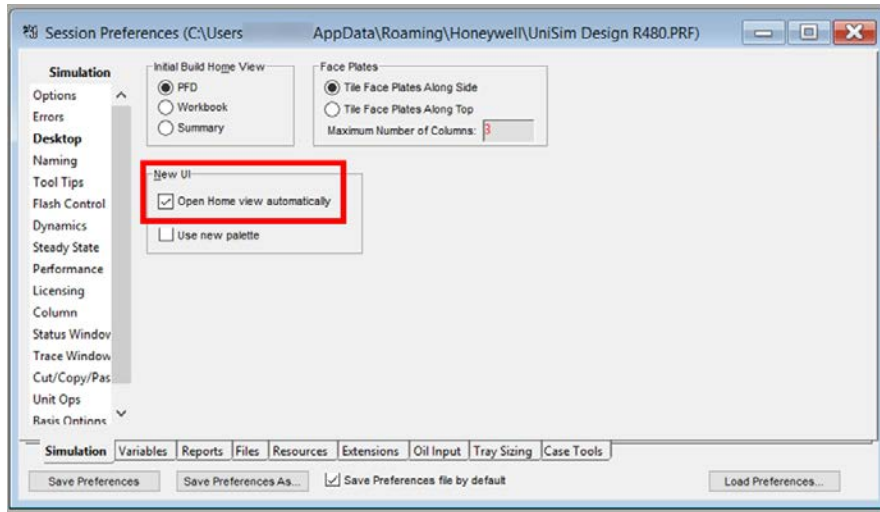 Session Preferences (C:\Users AppData\Roaming\Honeywell\UniSim Design R480.PRF)
Simulation
Options
Errors
Desktop
Naming
Tool Tips
Flash Control
Dynamics
Steady State
Performance
Licensing
Column
Status Window
Trace Window
Cut/Copy/Pas
Unit Ops
Basis Options
Initial Build Home View
PFD
Workbook
Summary
Face Plates
Tile Face Plates Along Side
Tile Face Plates Along Top
Maximum Number of Columns: 3
New UI
Open Home view automatically
Use new palette
Simulation Variables Reports Files Resources Extensions Oil Input Tray Sizing Case Tools
Save Preferences Save Preferences As... Save Preferences file by default Load Preferences...